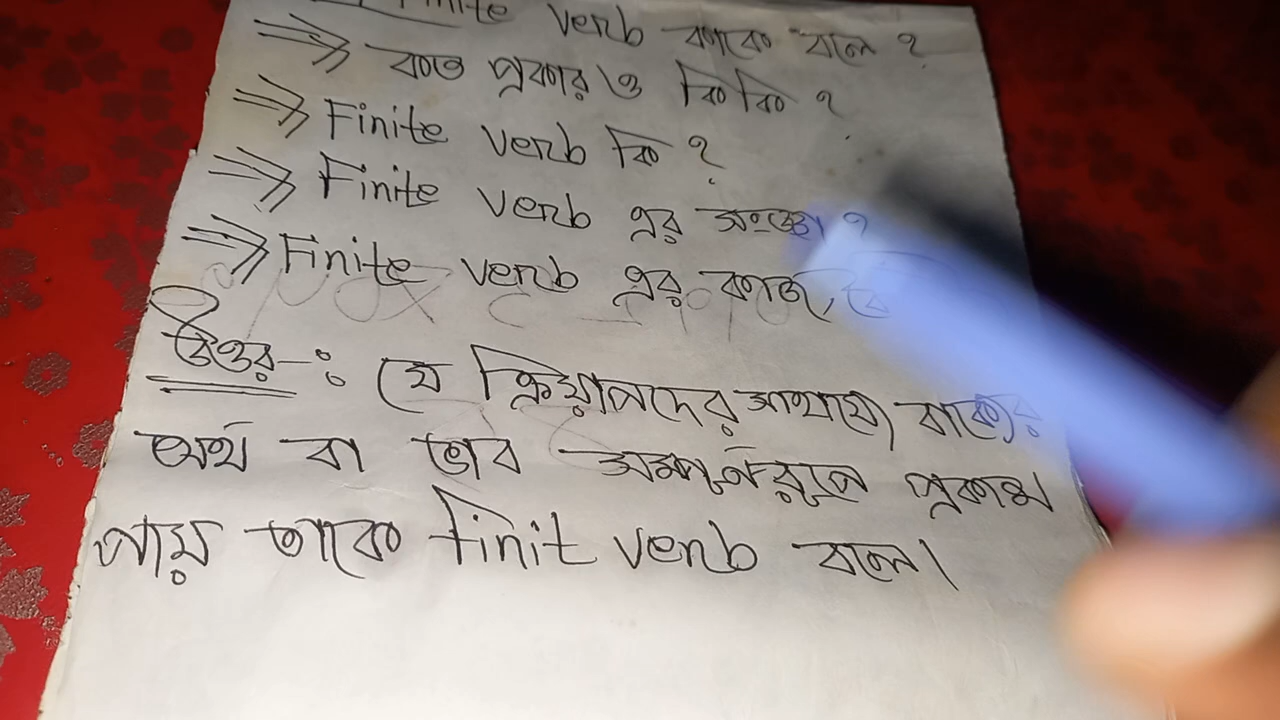 Finite verb কাকে বলে ?
⇒ কত প্রকার ও কি কি ?
⇒ Finite verb কি ?
⇒ Finite verb এর সংজ্ঞা ?
⇒ Finite verb এর কাজ,
উত্তর-: যে ক্রিয়াপদের সাহায্যে বাক্যের
অর্থ বা ভাব সম্পূর্ণরূপে প্রকাশ
পায় তাকে finit verb বলে।